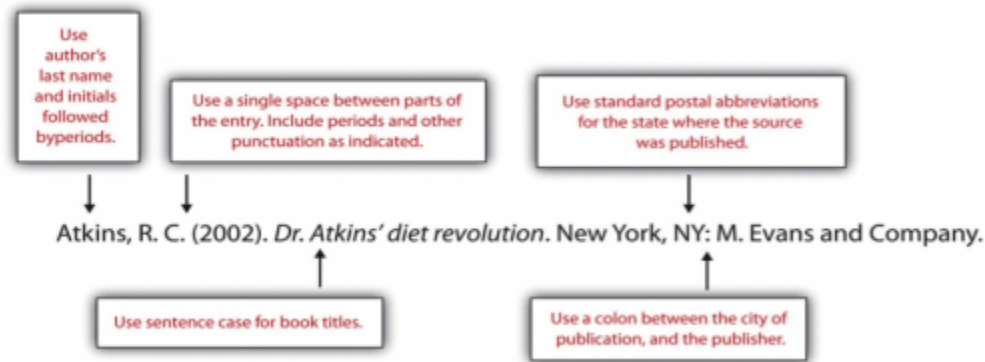 Use
author's
last name
and initials
followed
byperiods.
Use a single space between parts of
the entry. Include periods and other
punctuation as indicated.
Use standard postal abbreviations
for the state where the source
was published.
Atkins, R. C. (2002). Dr. Atkins' diet revolution. New York, NY: M. Evans and Company.
Use sentence case for book titles.
Use a colon between the city of
publication, and the publisher.